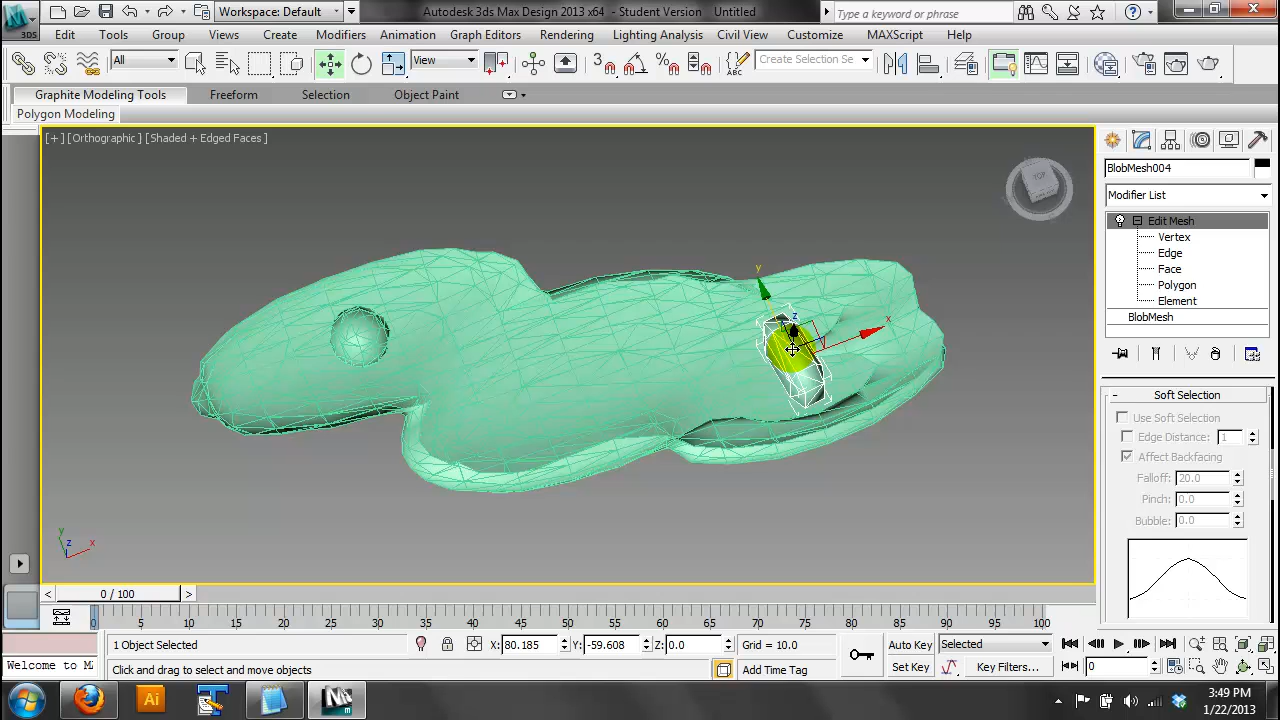 Workspace: Default
Autodesk 3ds Max Design 2013 x64 - Student Version Untitled
Type a keyword or phrase
3DS
Edit Tools Group Views Create Modifiers Animation Graph Editors Rendering Lighting Analysis Civil View Customize MAXScript Help
All View 3 Create Selection Se
Graphite Modeling Tools Freeform Selection Object Paint
Polygon Modeling
[+] [Orthographic] [Shaded + Edged Faces]
TOP
BlobMesh004
Modifier List
Edit Mesh
Vertex
Edge
Face
Polygon
Element
BlobMesh
y
z
x
- Soft Selection
Use Soft Selection
Edge Distance: 1
Affect Backfacing
Falloff: 20.0
Pinch: 0.0
Bubble: 0.0
y
z x
< 0 / 100 >
0 5 10 15 20 25 30 35 40 45 50 55 60 65 70 75 80 85 90 95 100
1 Object Selected X: 80.185 Y: -59.608 Z: 0.0 Grid = 10.0 Auto Key Selected
Welcome to M Click and drag to select and move objects Add Time Tag Set Key Key Filters... 0
Ai
3:49 PM
1/22/2013